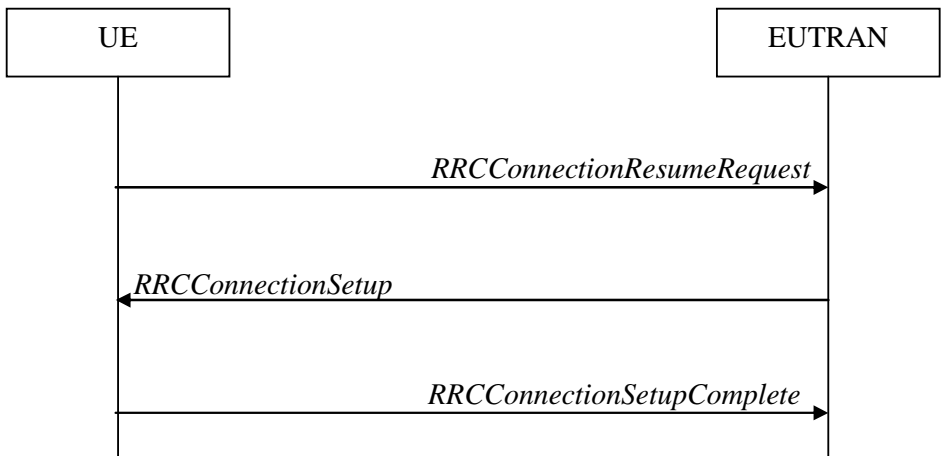 UE
EUTRAN
RRCConnectionResumeRequest
RRCConnectionSetup
RRCConnectionSetupComplete